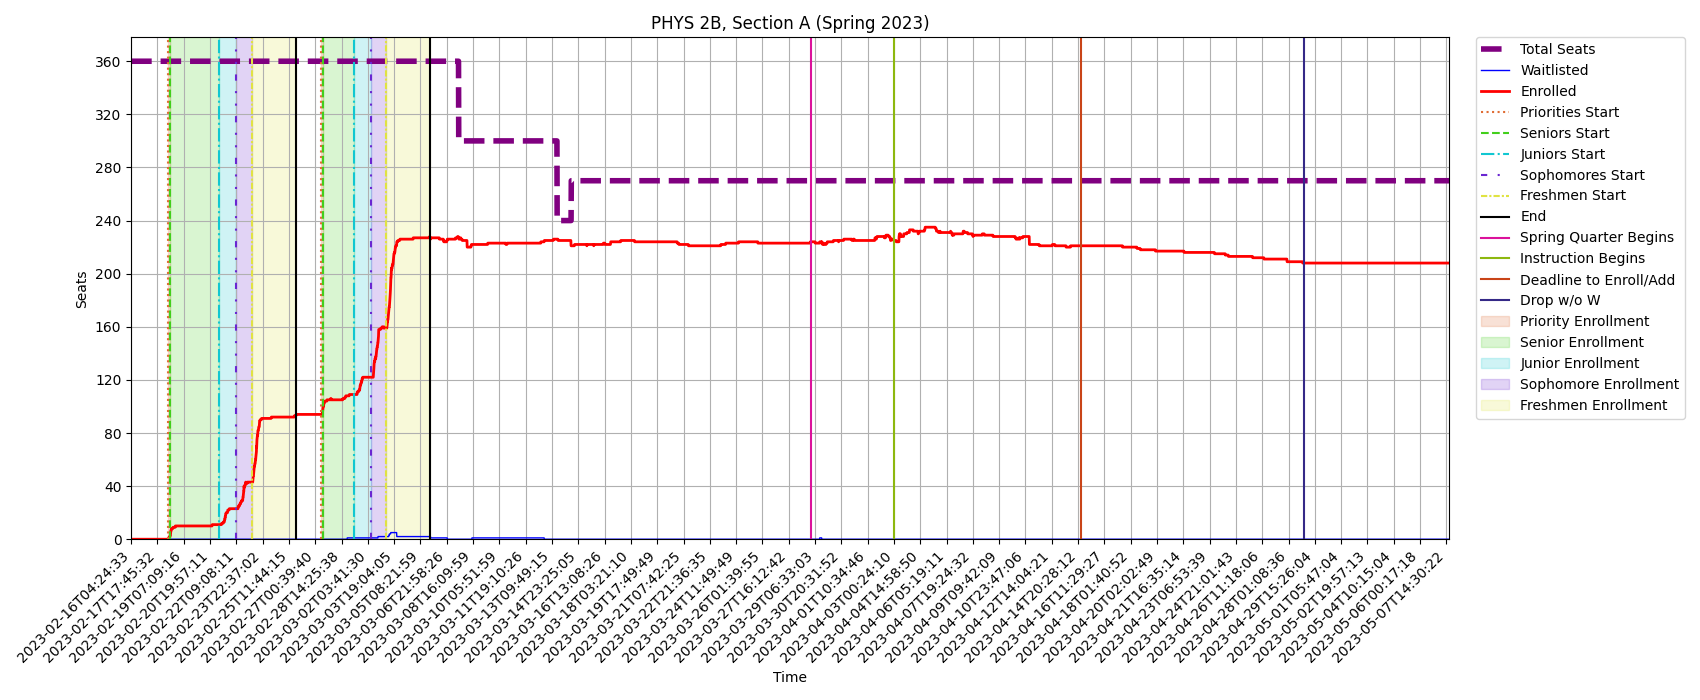 PHYS 2B, Section A (Spring 2023)
Seats
360
320
280
240
200
160
120
80
40
0
2023-02-16T04:24:33
2023-02-17T17:45:32
2023-02-19T07:09:16
2023-02-20T19:57:11
2023-02-22T09:08:11
2023-02-23T22:37:02
2023-02-25T11:44:15
2023-02-27T00:39:40
2023-02-28T14:25:38
2023-03-02T03:41:30
2023-03-03T19:04:05
2023-03-05T08:21:59
2023-03-06T21:58:26
2023-03-08T16:09:59
2023-03-10T05:51:59
2023-03-11T19:10:26
2023-03-13T09:49:15
2023-03-14T23:25:05
2023-03-16T13:08:26
2023-03-18T03:21:10
2023-03-19T17:49:49
2023-03-21T07:42:25
2023-03-22T21:36:35
2023-03-24T11:49:49
2023-03-26T01:39:55
2023-03-27T16:12:42
2023-03-29T06:33:03
2023-03-30T20:31:52
2023-04-01T10:34:46
2023-04-03T00:24:10
2023-04-04T14:58:50
2023-04-06T05:19:11
2023-04-07T19:24:32
2023-04-09T09:42:09
2023-04-10T23:47:06
2023-04-12T14:04:21
2023-04-14T20:28:12
2023-04-16T11:29:27
2023-04-18T01:40:52
2023-04-20T02:02:49
2023-04-21T16:35:14
2023-04-23T06:53:39
2023-04-24T21:01:43
2023-04-26T11:18:06
2023-04-28T01:08:36
2023-04-29T15:26:04
2023-05-01T05:47:04
2023-05-02T19:57:13
2023-05-04T10:15:04
2023-05-06T00:17:18
2023-05-07T14:30:22
Time
Total Seats
Waitlisted
Enrolled
Priorities Start
Seniors Start
Juniors Start
Sophomores Start
Freshmen Start
End
Spring Quarter Begins
Instruction Begins
Deadline to Enroll/Add
Drop w/o W
Priority Enrollment
Senior Enrollment
Junior Enrollment
Sophomore Enrollment
Freshmen Enrollment